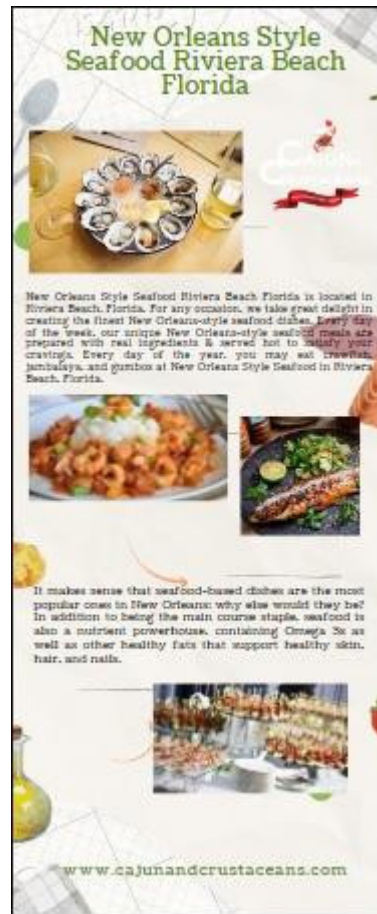 New Orleans Style
Seafood Riviera Beach
Florida
New Orleans Style Seafood Riviera Beach Florida is located in
Riviera Beach, Florida. For any occasion, we take great delight in
creating the finest New Orleans-style seafood dishes. Every day
of the week, our unique New Orleans-style seafood meals are
prepared with real ingredients & served hot to satisfy your
cravings. Every day of the year, you may eat crawfish,
jambalaya, and gumbos at New Orleans Style Seafood in Riviera
Beach, Florida.
It makes sense that seafood-based dishes are the most
popular ones in New Orleans; why else would they be?
In addition to being the main course staple, seafood is
also a nutrient powerhouse, containing Omega 3s as
well as other healthy fats that support healthy skin,
hair, and nails.
www.cajunandcrustaceans.com